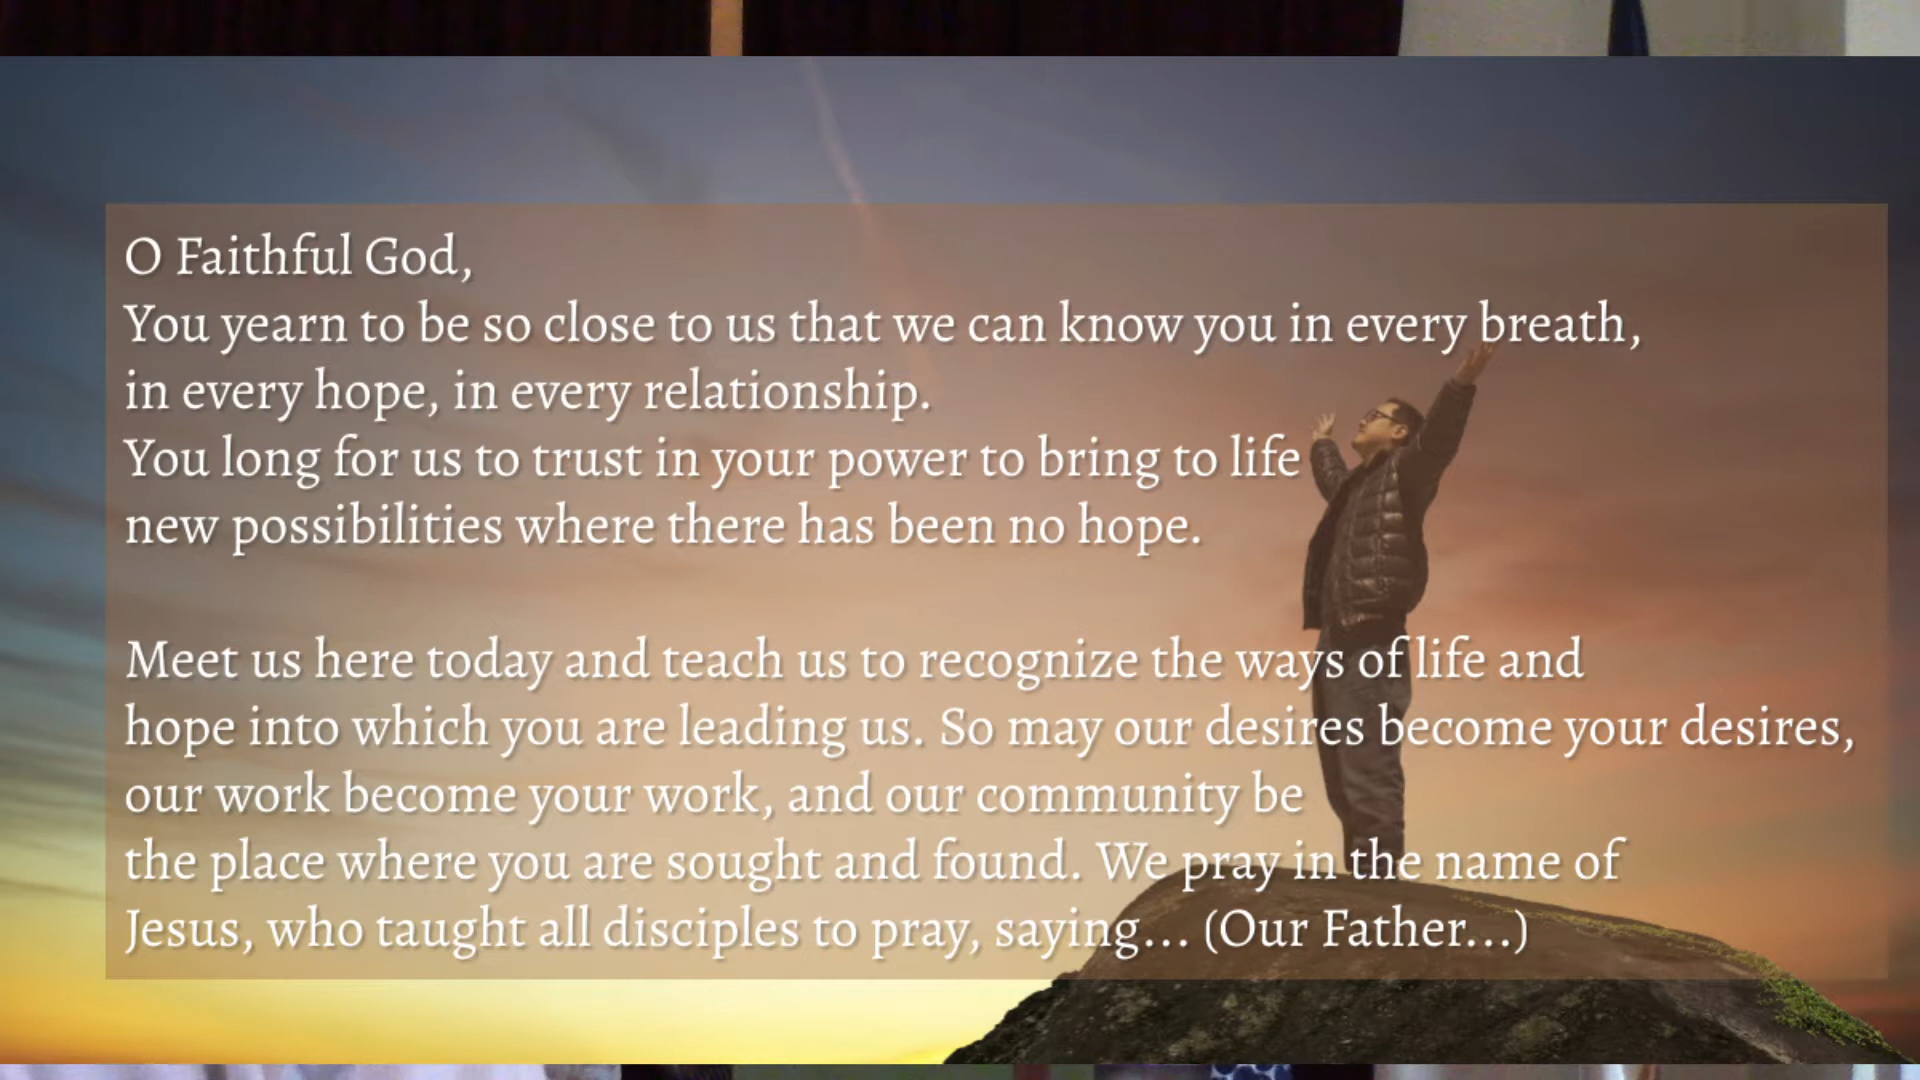 O Faithful God,
You yearn to be so close to us that we can know you in every breath,
in every hope, in every relationship.
You long for us to trust in your power to bring to life
new possibilities where there has been no hope.
Meet us here today and teach us to recognize the ways of life and
hope into which you are leading us. So may our desires become your desires,
our work become your work, and our community be
the place where you are sought and found. We pray in the name of
Jesus, who taught all disciples to pray, saying... (Our Father...)